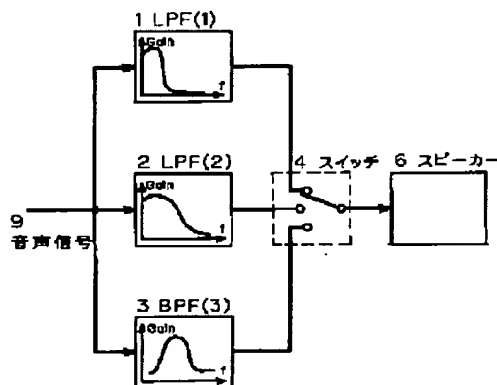 1 LPF(1)
Gain
f
2 LPF(2)
Gain
f
4 スイッチ
6 スピーカー
9
音声信号
3 BPF(3)
Gain
f